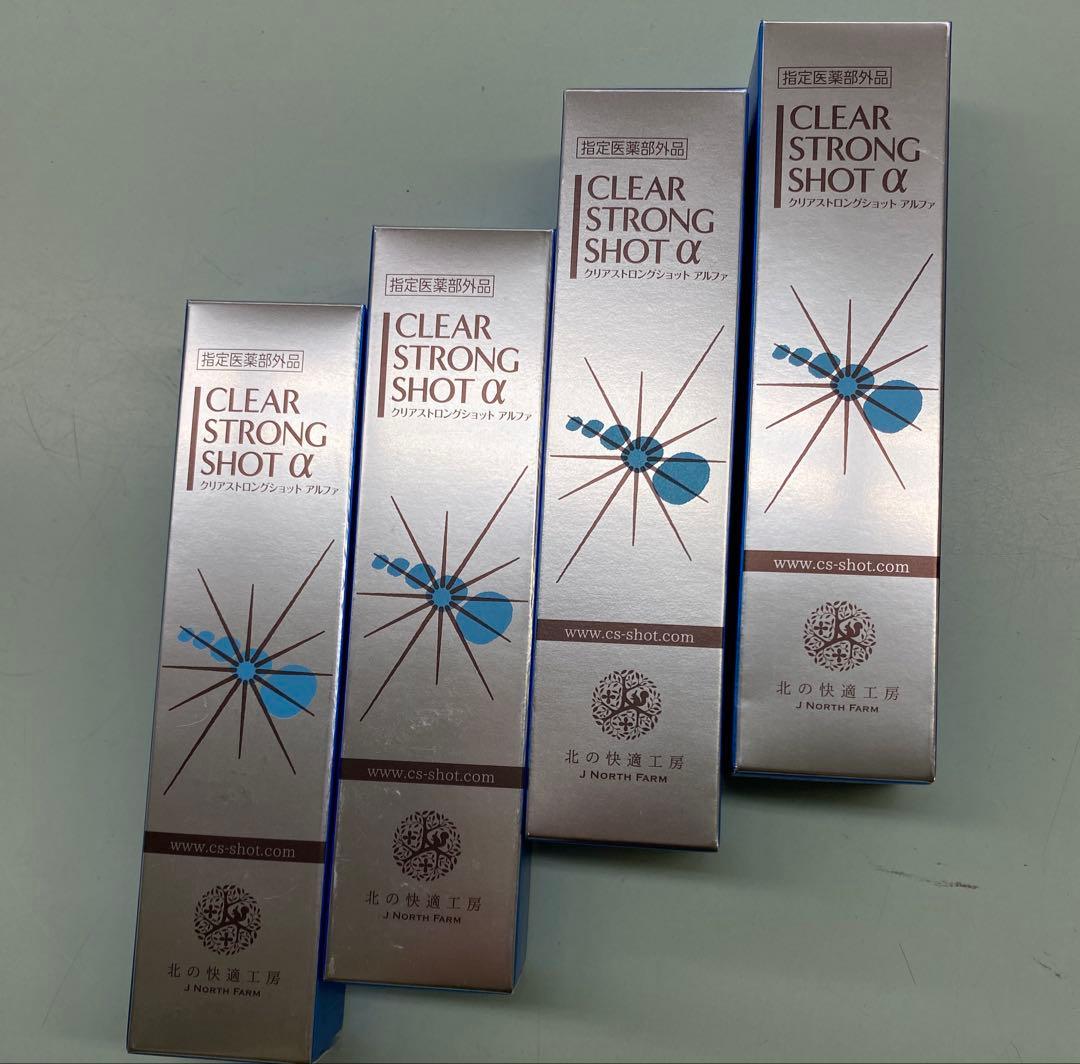 指定医薬部外品
CLEAR
STRONG
SHOT α
クリアストロングショット アルファ
www.cs-shot.com
北の快適工房
J NORTH FARM
指定医薬部外品
CLEAR
STRONG
SHOT α
クリアストロングショット アルファ
www.cs-shot.com
北の快適工房
J NORTH FARM
指定医薬部外品
CLEAR
STRONG
SHOT α
クリアストロングショット アルファ
www.cs-shot.com
北の快適工房
J NORTH FARM
指定医薬部外品
CLEAR
STRONG
SHOT α
クリアストロングショット アルファ
www.cs-shot.com
北の快適工房
J NORTH FARM